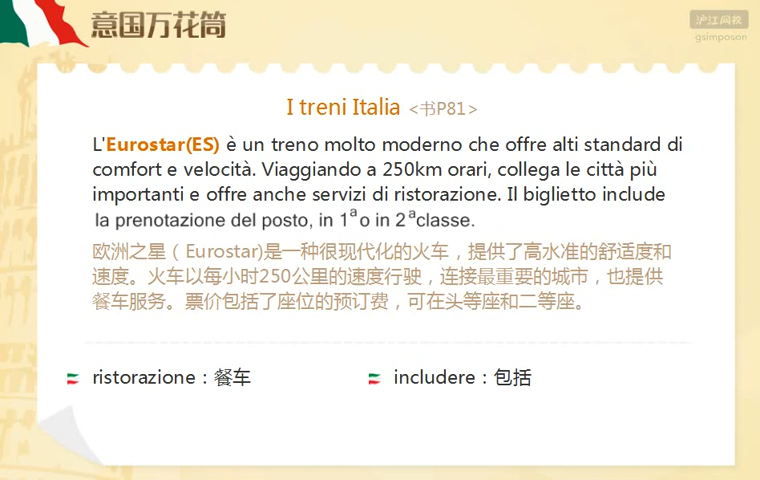 意国万花筒
沪江网校
gsimposon
I treni Italia <书P81>
L'Eurostar(ES) è un treno molto moderno che offre alti standard di
comfort e velocità. Viaggiando a 250km orari, collega le città più
importanti e offre anche servizi di ristorazione. Il biglietto include
la prenotazione del posto, in 1ª o in 2ª classe.
欧洲之星（Eurostar)是一种很现代化的火车，提供了高水准的舒适度和
速度。火车以每小时250公里的速度行驶，连接最重要的城市，也提供
餐车服务。票价包括了座位的预订费，可在头等座和二等座。
ristorazione：餐车
includere：包括